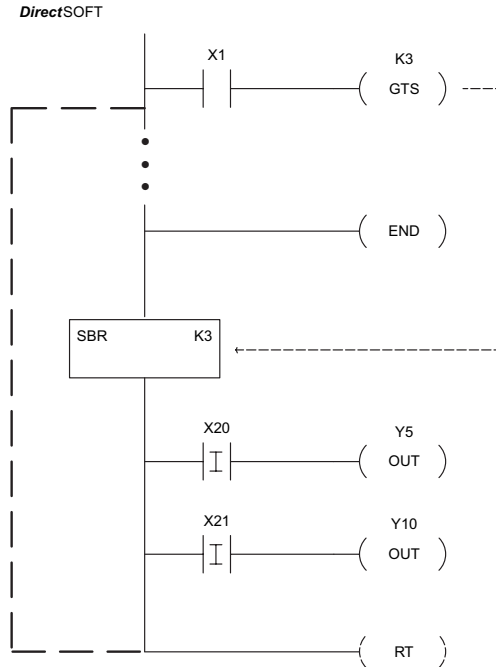 DirectSOFT
X1 K3
GTS
END
SBR K3
X20 Y5
I OUT
X21 Y10
I OUT
RT